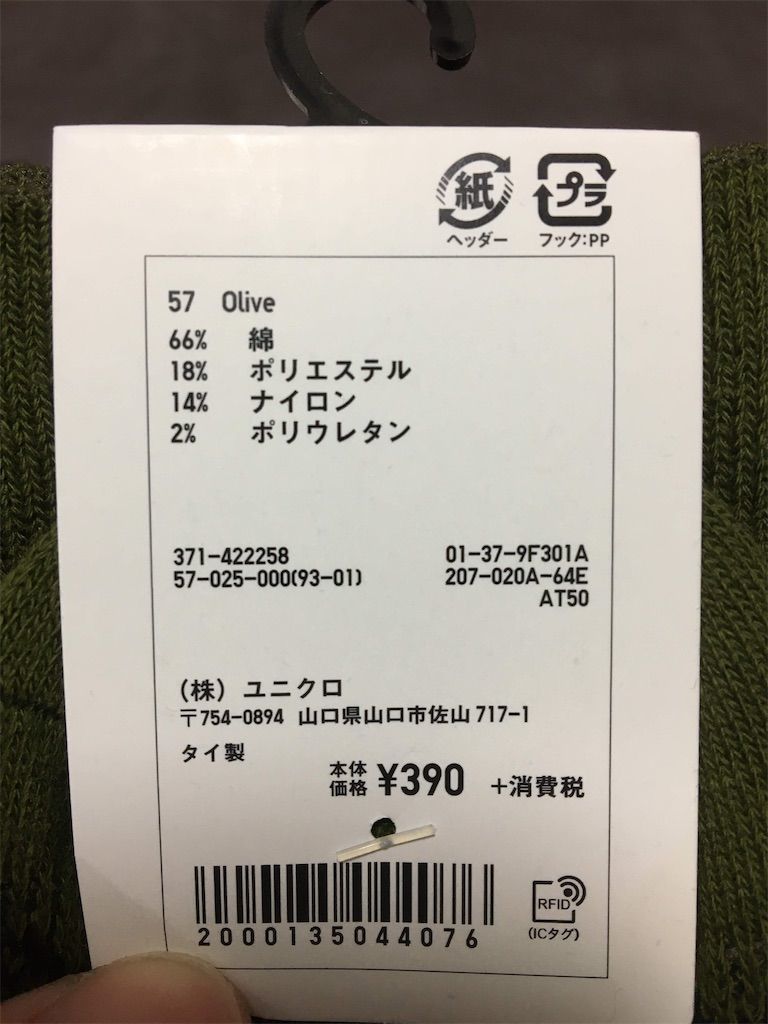 紙 プラ
ヘッダー フック:PP
57 Olive
66% 綿
18% ポリエステル
14% ナイロン
2% ポリウレタン
371-422258 01-37-9F301A
57-025-000(93-01) 207-020A-64E
AT50
(株) ユニクロ
〒754-0894 山口県山口市佐山717-1
タイ製
本体
価格 ¥390 +消費税
RFID
2000135044076 (ICタグ)